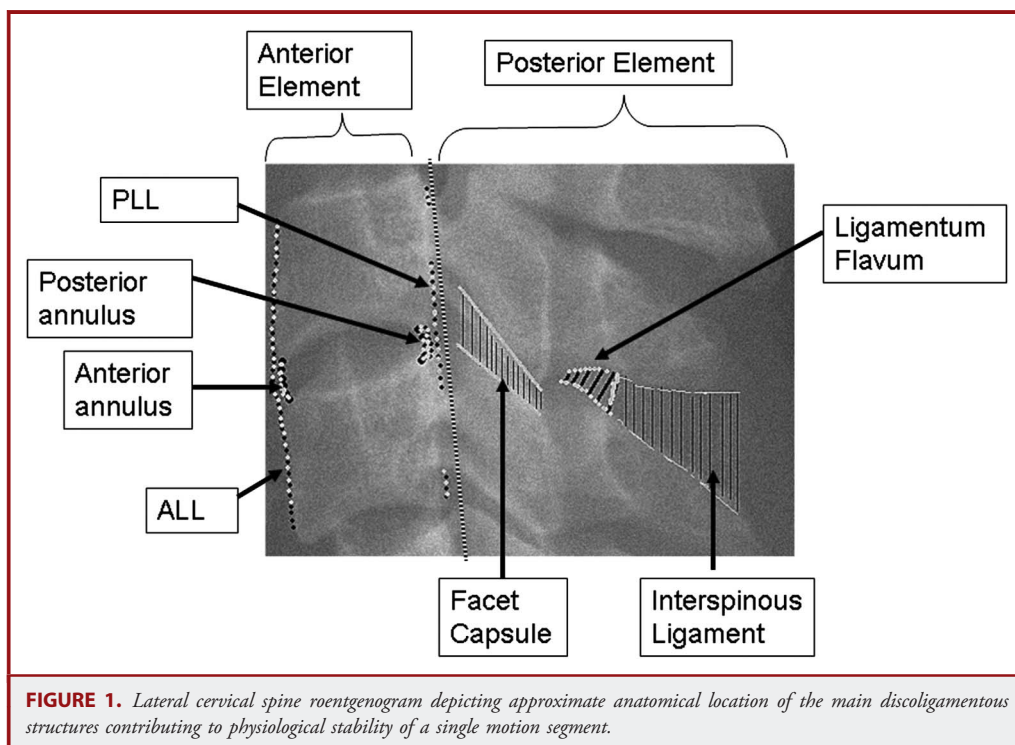 Anterior
Element
Posterior Element
PLL
Posterior
annulus
Anterior
annulus
ALL
Ligamentum
Flavum
Facet
Capsule
Interspinous
Ligament
FIGURE 1. Lateral cervical spine roentgenogram depicting approximate anatomical location of the main discoligamentous
structures contributing to physiological stability of a single motion segment.